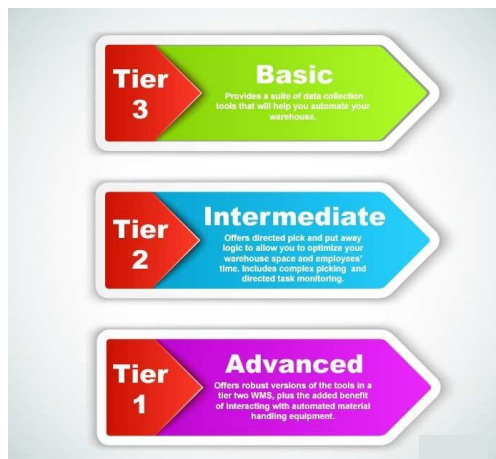 Tier
3
Basic
Provides a suite of data collection
tools that will help you automate your
warehouse.
Tier
2
Intermediate
Offers directed pick and put away
logic to allow you to optimize your
warehouse space and employees'
time. Includes complex picking and
directed task monitoring.
Tier
1
Advanced
Offers robust versions of the tools in a
tier two WMS, plus the added benefit
of interacting with automated material
handling equipment.